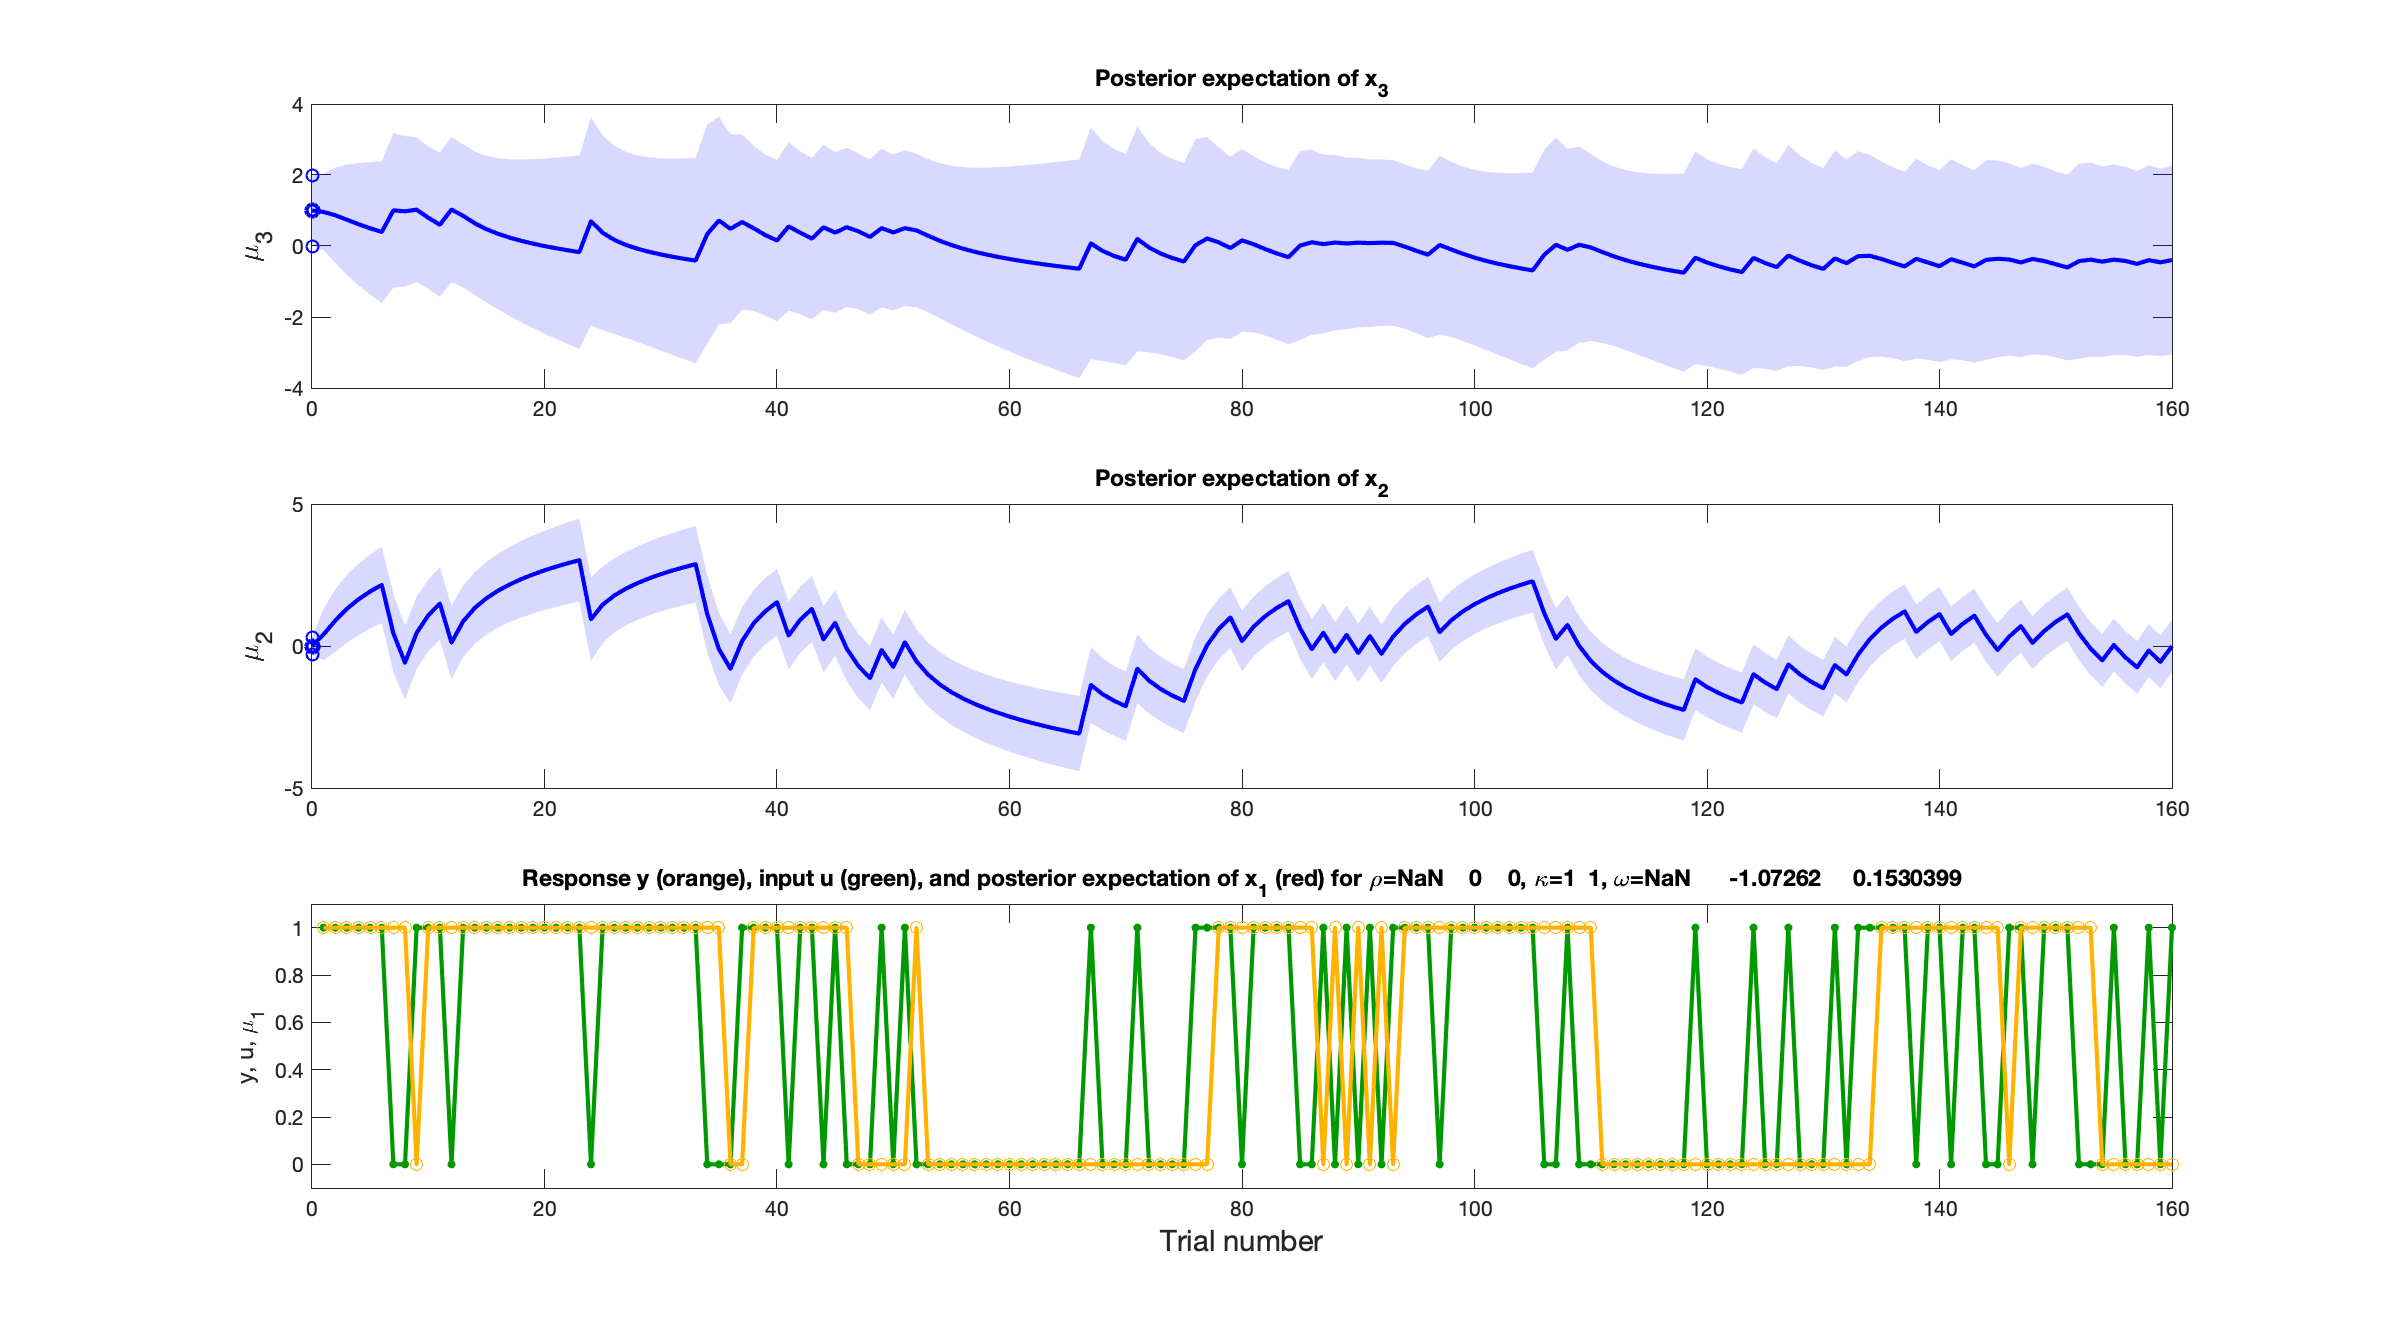 Posterior expectation of x3
4
2
0
-2
-4
μ3
0 20 40 60 80 100 120 140 160
Posterior expectation of x2
5
0
-5
μ2
0 20 40 60 80 100 120 140 160
Response y (orange), input u (green), and posterior expectation of x1 (red) for ρ=NaN 0 0, κ=1 1, ω=NaN -1.07262 0.1530399
1
0.8
0.6
0.4
0.2
0
y, u, μ1
0 20 40 60 80 100 120 140 160
Trial number